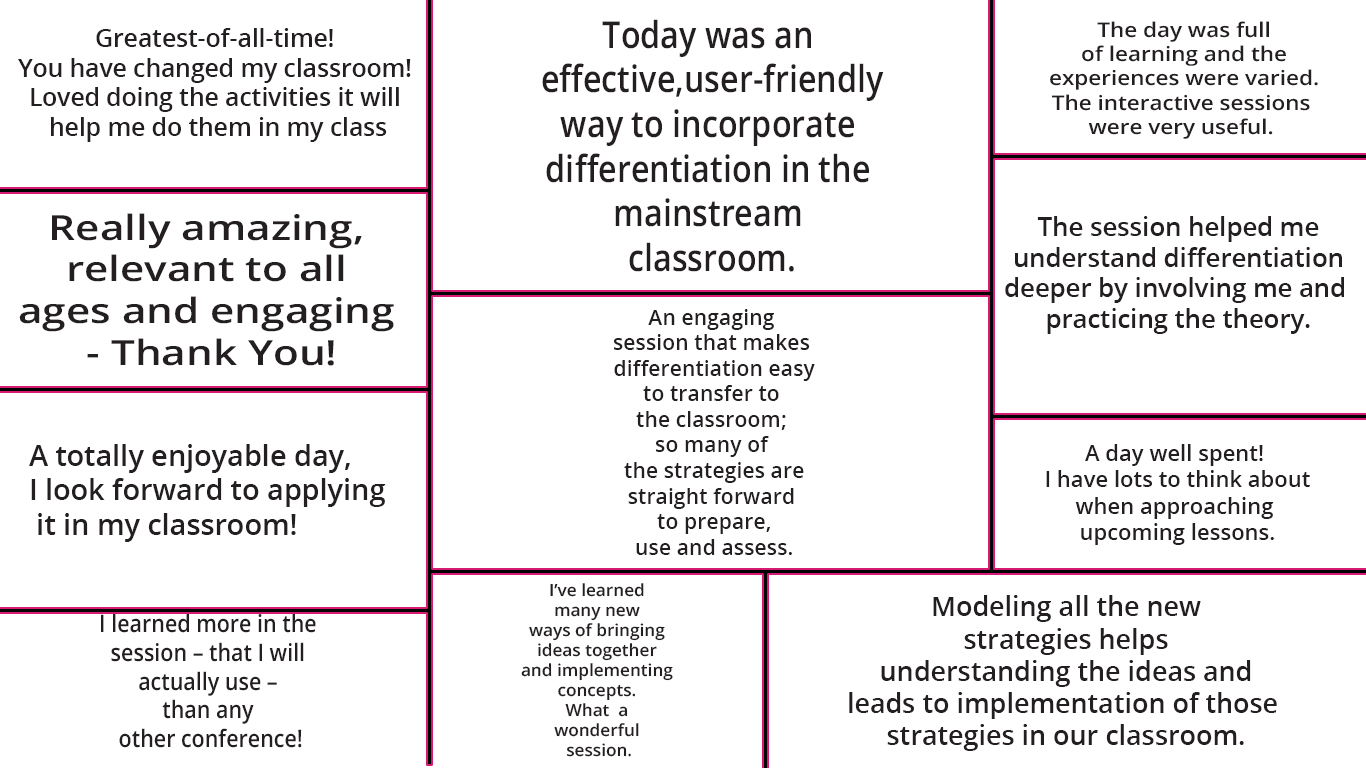 Greatest-of-all-time!
You have changed my classroom!
Loved doing the activities it will
help me do them in my class
Really amazing,
relevant to all
ages and engaging
- Thank You!
A totally enjoyable day,
I look forward to applying
it in my classroom!
I learned more in the
session – that I will
actually use –
than any
other conference!
Today was an
effective,user-friendly
way to incorporate
differentiation in the
mainstream
classroom.
An engaging
session that makes
differentiation easy
to transfer to
the classroom;
so many of
the strategies are
straight forward
to prepare,
use and assess.
I’ve learned
many new
ways of bringing
ideas together
and implementing
concepts.
What a
wonderful
session.
The day was full
of learning and the
experiences were varied.
The interactive sessions
were very useful.
The session helped me
understand differentiation
deeper by involving me and
practicing the theory.
A day well spent!
I have lots to think about
when approaching
upcoming lessons.
Modeling all the new
strategies helps
understanding the ideas and
leads to implementation of those
strategies in our classroom.